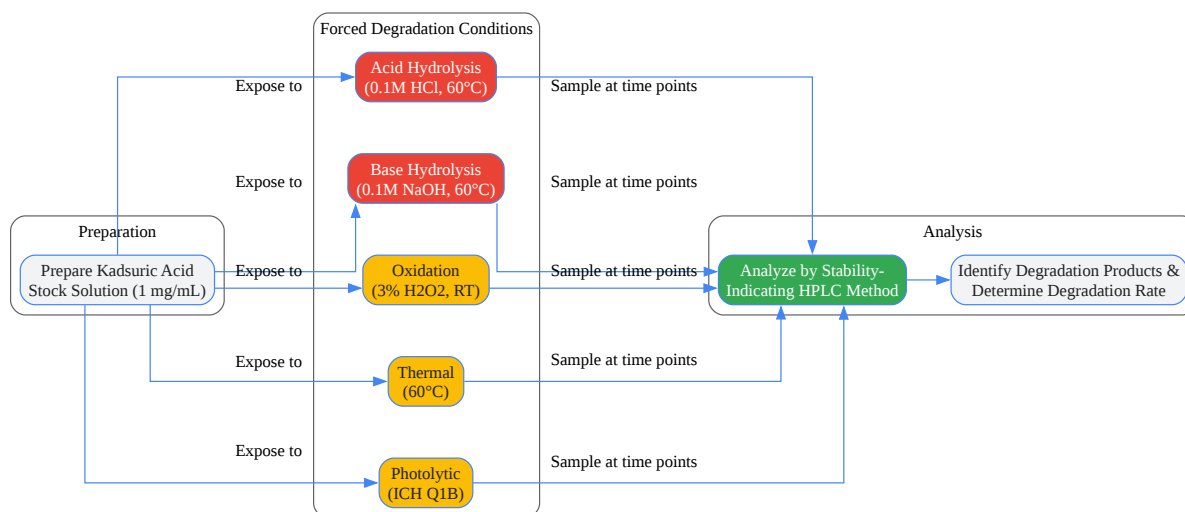 Forced Degradation Conditions
Acid Hydrolysis
(0.1M HCl, 60°C)
Expose to
Sample at time points
Base Hydrolysis
(0.1M NaOH, 60°C)
Expose to
Sample at time points
Preparation
Prepare Kadsuric Acid
Stock Solution (1 mg/mL)
Expose to
Oxidation
(3% H2O2, RT)
Sample at time points
Analysis
Analyze by Stability-
Indicating HPLC Method
Identify Degradation Products &
Determine Degradation Rate
Expose to
Thermal
(60°C)
Sample at time points
Expose to
Photolytic
(ICH Q1B)
Sample at time points